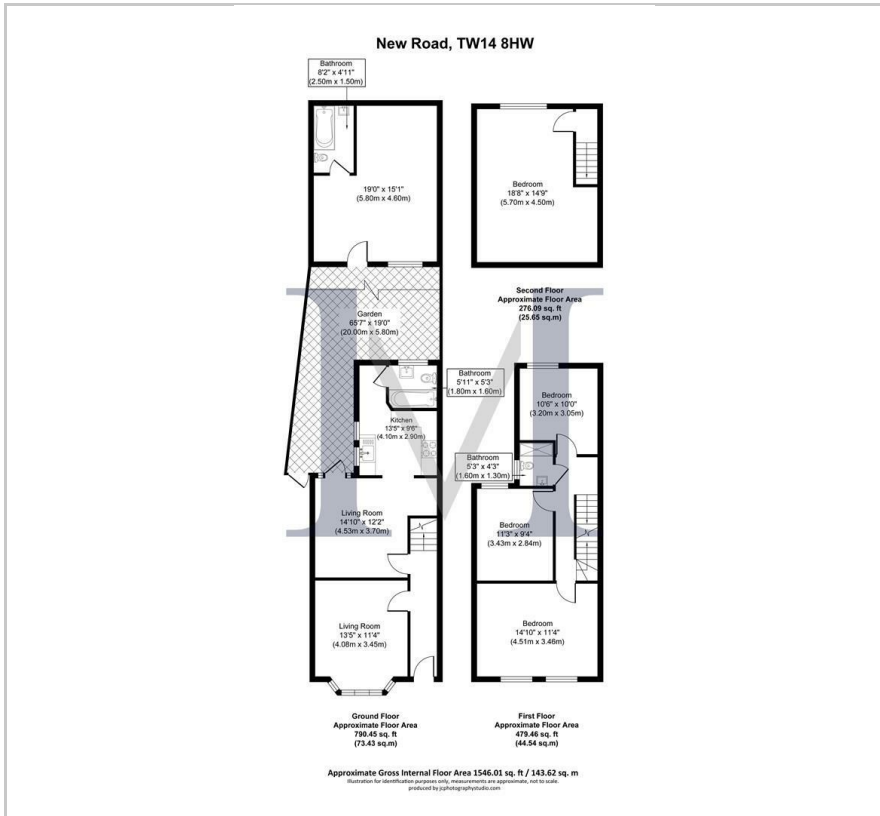 New Road, TW14 8HW
Bathroom
8'2" x 4'11"
(2.50m x 1.50m)
19'0" x 15'1"
(5.80m x 4.60m)
Bedroom
18'8" x 14'9"
(5.70m x 4.50m)
Second Floor
Approximate Floor Area
276.09 sq. ft
(25.65 sq.m)
Garden
65'7" x 19'0"
(20.00m x 5.80m)
Bathroom
5'11" x 5'3"
(1.80m x 1.60m)
Kitchen
13'5" x 9'6"
(4.10m x 2.90m)
Living Room
14'10" x 12'2"
(4.53m x 3.70m)
Living Room
13'5" x 11'4"
(4.08m x 3.45m)
Bedroom
10'6" x 10'0"
(3.20m x 3.05m)
Bathroom
5'3" x 4'3"
(1.60m x 1.30m)
Bedroom
11'3" x 9'4"
(3.43m x 2.84m)
Bedroom
14'10" x 11'4"
(4.51m x 3.46m)
Ground Floor
Approximate Floor Area
790.45 sq. ft
(73.43 sq.m)
First Floor
Approximate Floor Area
479.46 sq. ft
(44.54 sq.m)
Approximate Gross Internal Floor Area 1546.01 sq. ft / 143.62 sq. m
Illustration for identification purposes only, measurements are approximate, not to scale.
produced by jcphotographystudio.com